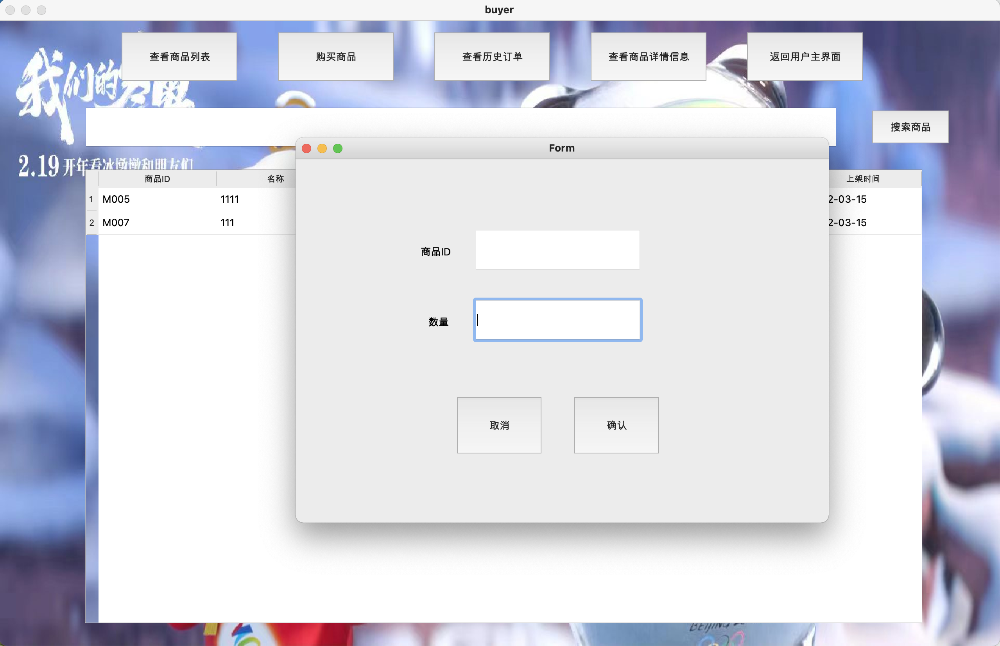 buyer
查看商品列表
购买商品
查看历史订单
查看商品详情信息
返回用户主界面
我们的
搜索商品
Form
2.19 开年看冰墩墩和朋友们
商品ID
名称
上架时间
1 M005 1111 2-03-15
2 M007 111 2-03-15
商品ID
数量
取消
确认
BEIJING